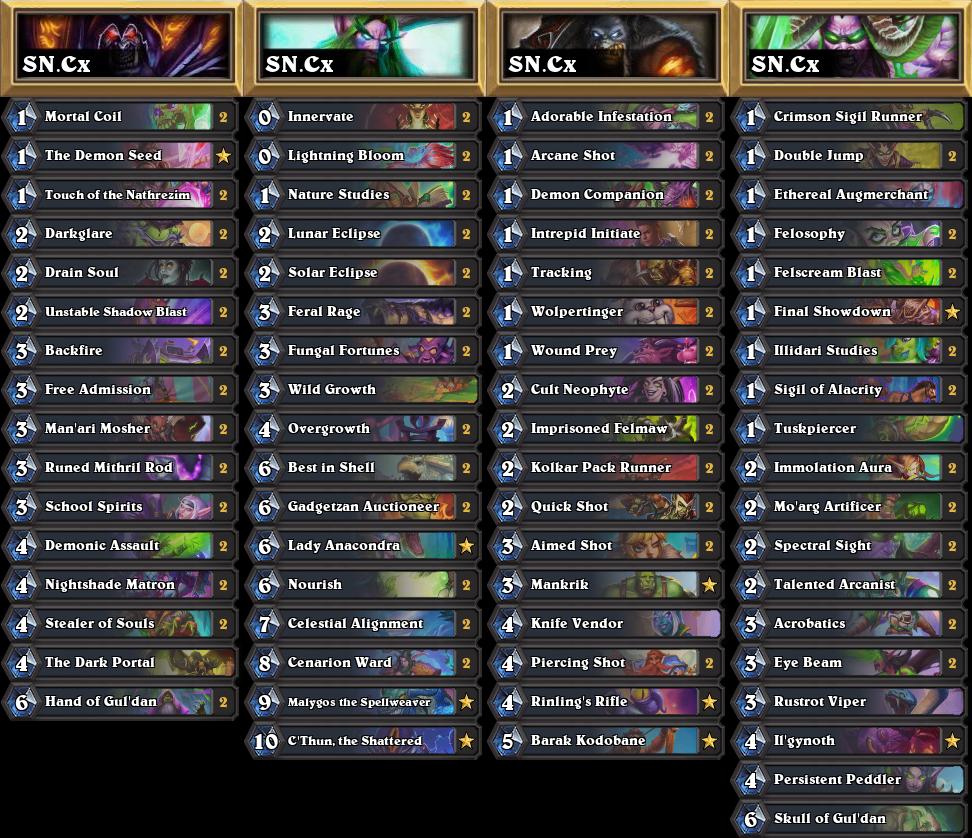 SN.Cx
1 Mortal Coil 2
1 The Demon Seed
1 Touch of the Nathrezim 2
2 Darkglare 2
2 Drain Soul 2
2 Unstable Shadow Blast 2
3 Backfire 2
3 Free Admission 2
3 Man'ari Mosher 2
3 Runed Mithril Rod 2
3 School Spirits 2
4 Demonic Assault 2
4 Nightshade Matron 2
4 Stealer of Souls 2
4 The Dark Portal
6 Hand of Gul'dan 2
SN.Cx
0 Innervate 2
0 Lightning Bloom 2
1 Nature Studies 2
2 Lunar Eclipse 2
2 Solar Eclipse 2
3 Feral Rage 2
3 Fungal Fortunes 2
3 Wild Growth
4 Overgrowth 2
6 Best in Shell 2
6 Gadgetzan Auctioneer 2
6 Lady Anacondra
6 Nourish 2
7 Celestial Alignment 2
8 Cenarion Ward 2
9 Malygos the Spellweaver
10 C'Thun, the Shattered
SN.Cx
1 Adorable Infestation 2
1 Arcane Shot 2
1 Demon Companion 2
1 Intrepid Initiate 2
1 Tracking 2
1 Wolpertinger 2
1 Wound Prey 2
2 Cult Neophyte 2
2 Imprisoned Felmaw 2
2 Kolkar Pack Runner 2
2 Quick Shot 2
3 Aimed Shot 2
3 Mankrik
4 Knife Vendor
4 Piercing Shot 2
4 Rinling's Rifle
5 Barak Kodobane
SN.Cx
1 Crimson Sigil Runner
1 Double Jump 2
1 Ethereal Augmerchant
1 Felosophy 2
1 Felscream Blast 2
1 Final Showdown
1 Illidari Studies 2
1 Sigil of Alacrity 2
1 Tuskpiercer
2 Immolation Aura 2
2 Mo'arg Artificer 2
2 Spectral Sight 2
2 Talented Arcanist 2
3 Acrobatics 2
3 Eye Beam 2
3 Rustrot Viper
4 Il'gynoth
4 Persistent Peddler
6 Skull of Gul'dan